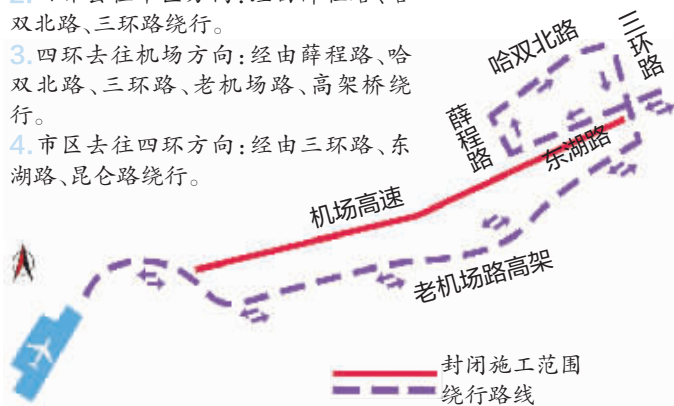 双北路、三环路绕行。
3.四环去往机场方向:经由薛程路、哈
双北路、三环路、老机场路、高架桥绕
行。
4.市区去往四环方向:经由三环路、东
湖路、昆仑路绕行。
哈双北路
三环路
薛程路
东湖路
机场高速
老机场路高架
封闭施工范围
绕行路线